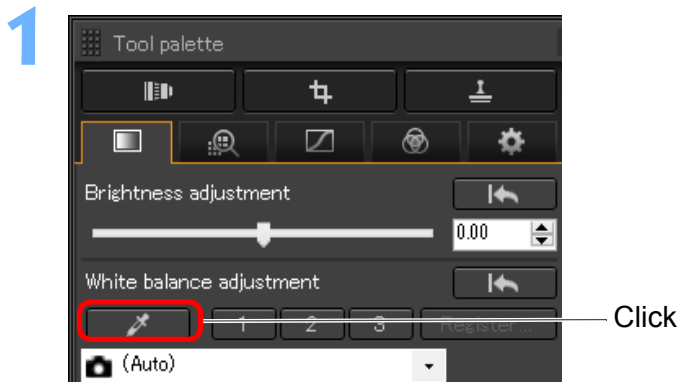 1
Tool palette
Brightness adjustment
0.00
White balance adjustment
1 2 3 Register...
Click
(Auto)